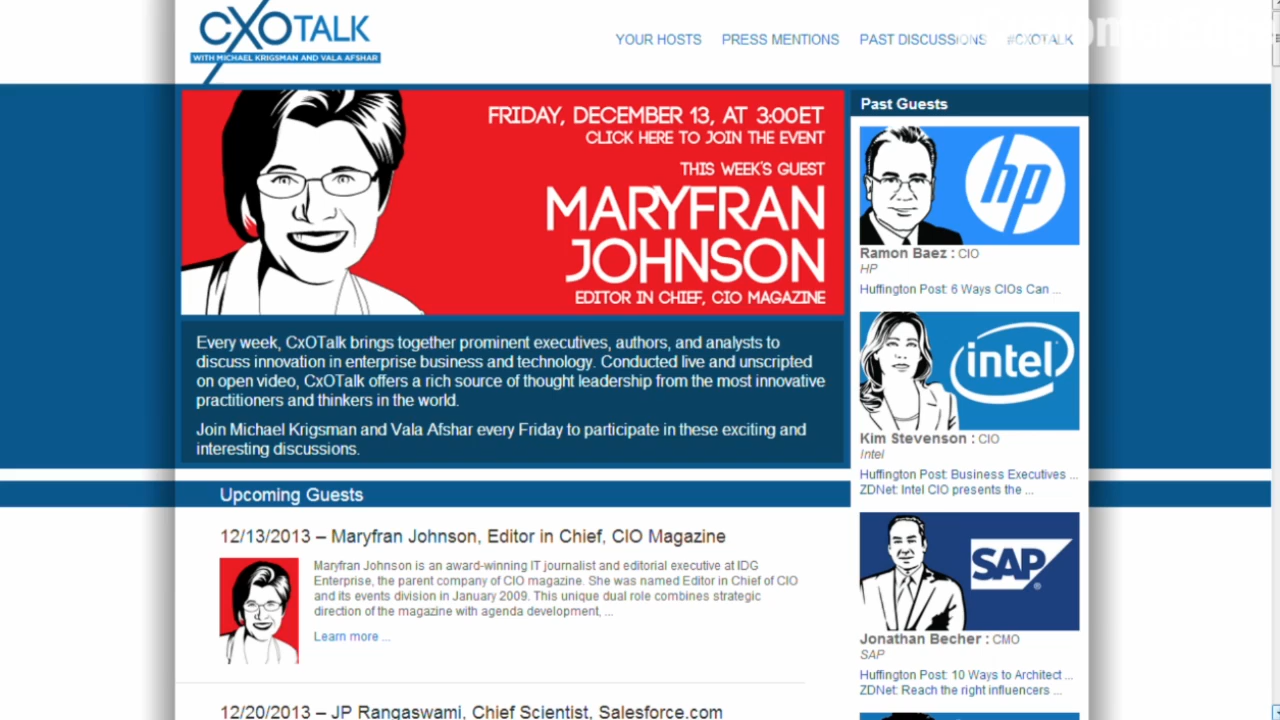 CXOTALK
WITH MICHAEL KRIGSMAN AND VALA AFSHAR
YOUR HOSTS
PRESS MENTIONS
PAST DISCUSSIONS
#CXOTALK
FRIDAY, DECEMBER 13, AT 3:00ET
CLICK HERE TO JOIN THE EVENT
THIS WEEK'S GUEST
MARYFRAN
JOHNSON
EDITOR IN CHIEF, CIO MAGAZINE
Every week, CxOTalk brings together prominent executives, authors, and analysts to
discuss innovation in enterprise business and technology. Conducted live and unscripted
on open video, CxOTalk offers a rich source of thought leadership from the most innovative
practitioners and thinkers in the world.
Join Michael Krigsman and Vala Afshar every Friday to participate in these exciting and
interesting discussions.
Upcoming Guests
12/13/2013 – Maryfran Johnson, Editor in Chief, CIO Magazine
Maryfran Johnson is an award-winning IT journalist and editorial executive at IDG
Enterprise, the parent company of CIO magazine. She was named Editor in Chief of CIO
and its events division in January 2009. This unique dual role combines strategic
direction of the magazine with agenda development, ...
Learn more ...
12/20/2013 – JP Rangaswami, Chief Scientist, Salesforce.com
Past Guests
hp
Ramon Baez : CIO
HP
Huffington Post: 6 Ways CIOs Can ...
intel
Kim Stevenson : CIO
Intel
Huffington Post: Business Executives ...
ZDNet: Intel CIO presents the ...
SAP
Jonathan Becher : CMO
SAP
Huffington Post: 10 Ways to Architect ...
ZDNet: Reach the right influencers ...